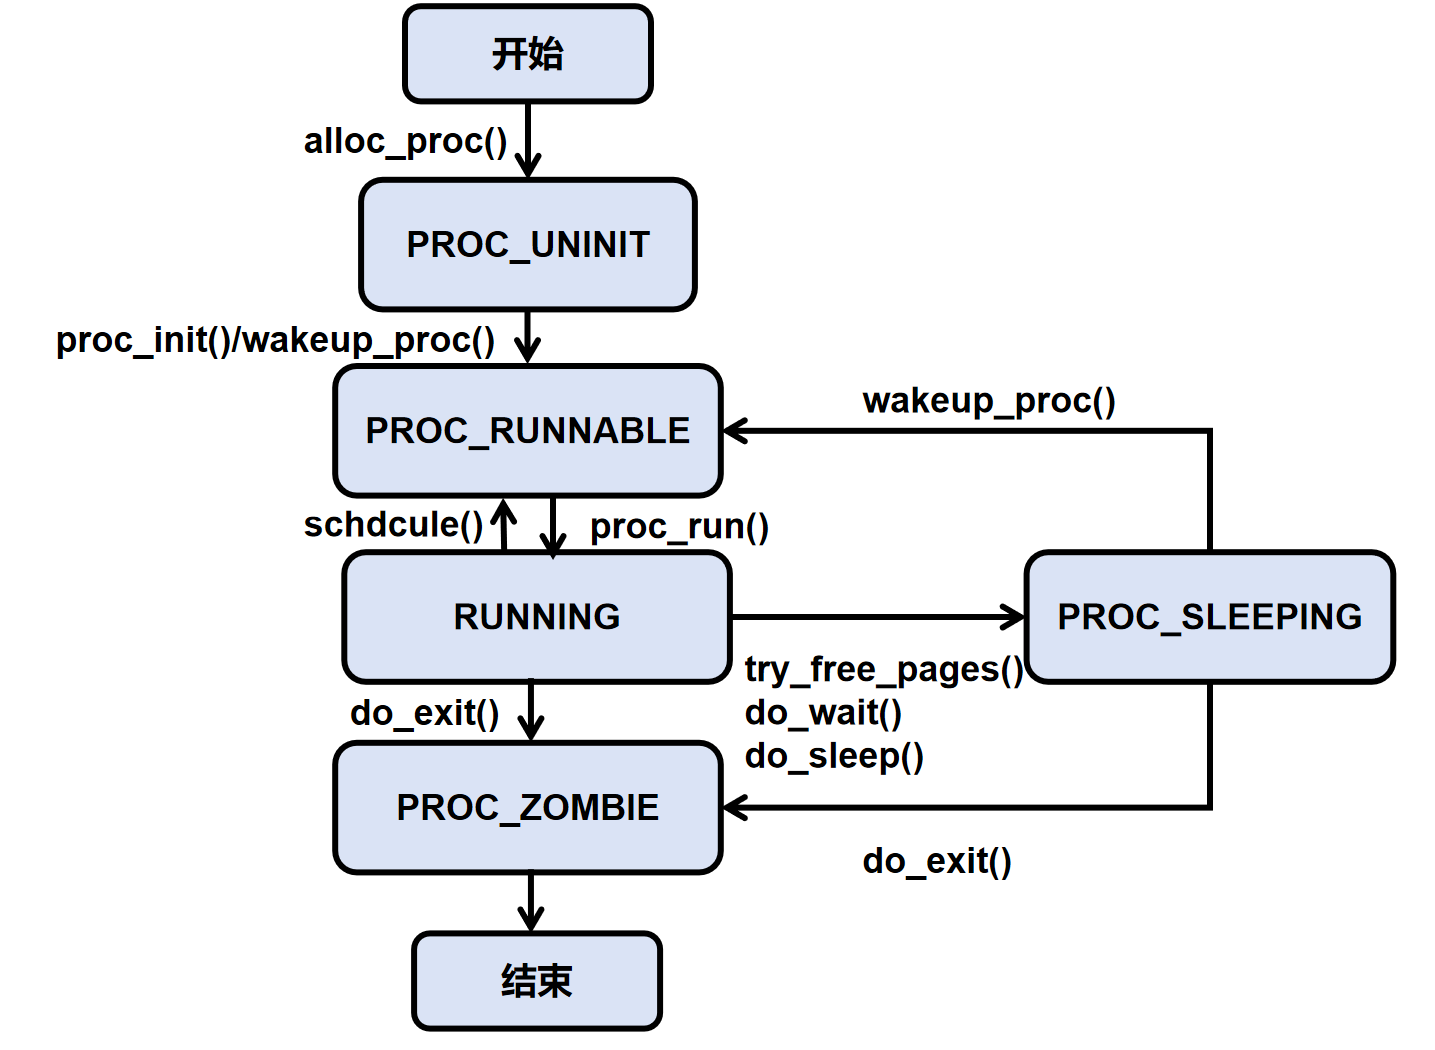 开始
alloc_proc()
PROC_UNINIT
proc_init()/wakeup_proc()
PROC_RUNNABLE
wakeup_proc()
schdcule()
proc_run()
RUNNING
PROC_SLEEPING
try_free_pages()
do_wait()
do_sleep()
do_exit()
PROC_ZOMBIE
do_exit()
结束